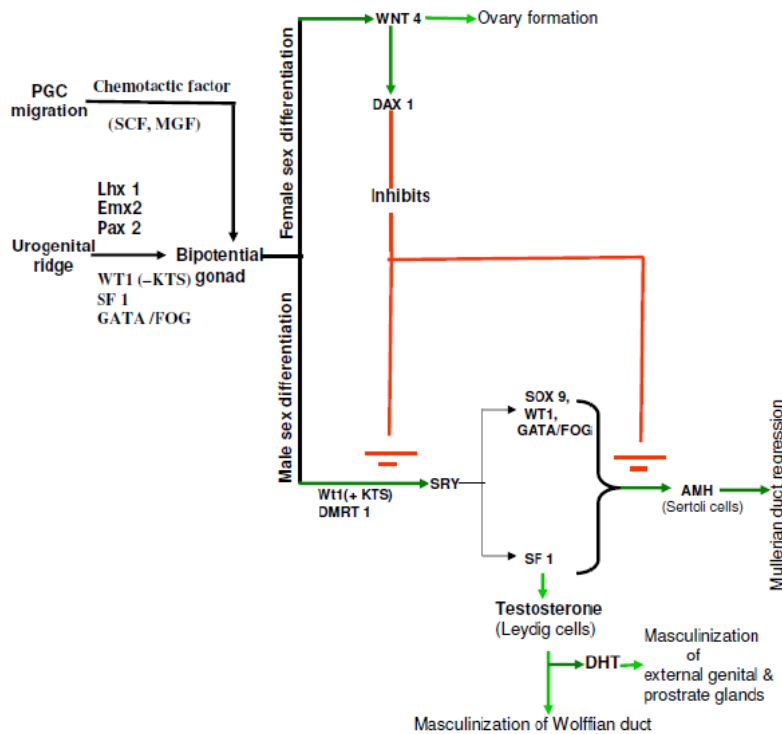 WNT 4
Ovary formation
Chemotactic factor
PGC
migration
(SCF, MGF)
DAX 1
Female sex differentiation
Inhibits
Lhx 1
Emx2
Pax 2
Urogenital
ridge
Bipotential
gonad
WT1 (–KTS)
SF 1
GATA /FOG
Male sex differentiation
SOX 9,
WT1,
GATA/FOG
Wt1(+ KTS)
DMRT 1
SRY
AMH
(Sertoli cells)
Mullerian duct regression
SF 1
Testosterone
(Leydig cells)
DHT
Masculinization
of
external genital &
prostrate glands
Masculinization of Wolffian duct